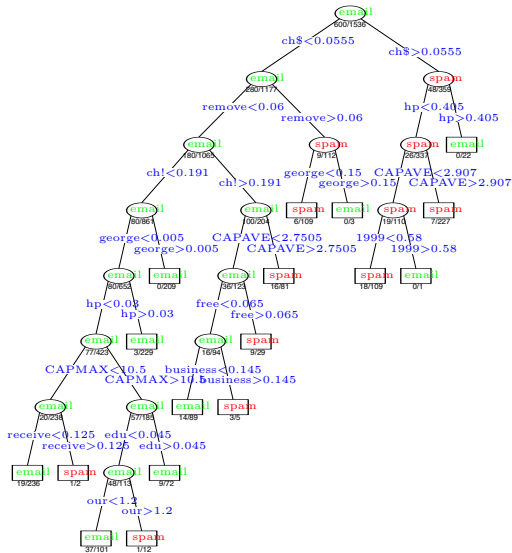 email
600/1536
ch$<0.0555
ch$>0.0555
email
280/1177
spam
48/359
remove<0.06
remove>0.06
hp<0.405
hp>0.405
email
180/1065
spam
9/112
spam
26/337
email
0/22
ch!<0.191
ch!>0.191
george<0.15
george>0.15
CAPAVE<2.907
CAPAVE>2.907
email
80/861
email
100/204
spam
6/109
email
0/3
spam
19/110
spam
7/227
george<0.005
george>0.005
CAPAVE<2.7505
CAPAVE>2.7505
1999<0.58
1999>0.58
email
80/652
email
0/209
email
36/123
spam
16/81
spam
18/109
email
0/1
hp<0.03
hp>0.03
free<0.065
free>0.065
email
77/423
email
3/229
email
16/94
spam
9/29
CAPMAX<10.5
CAPMAX>10.5
business<0.145
business>0.145
email
20/238
email
57/185
email
14/89
spam
3/5
receive<0.125
receive>0.125
edu<0.045
edu>0.045
email
19/236
spam
1/2
email
48/113
email
9/72
our<1.2
our>1.2
email
37/101
spam
1/12